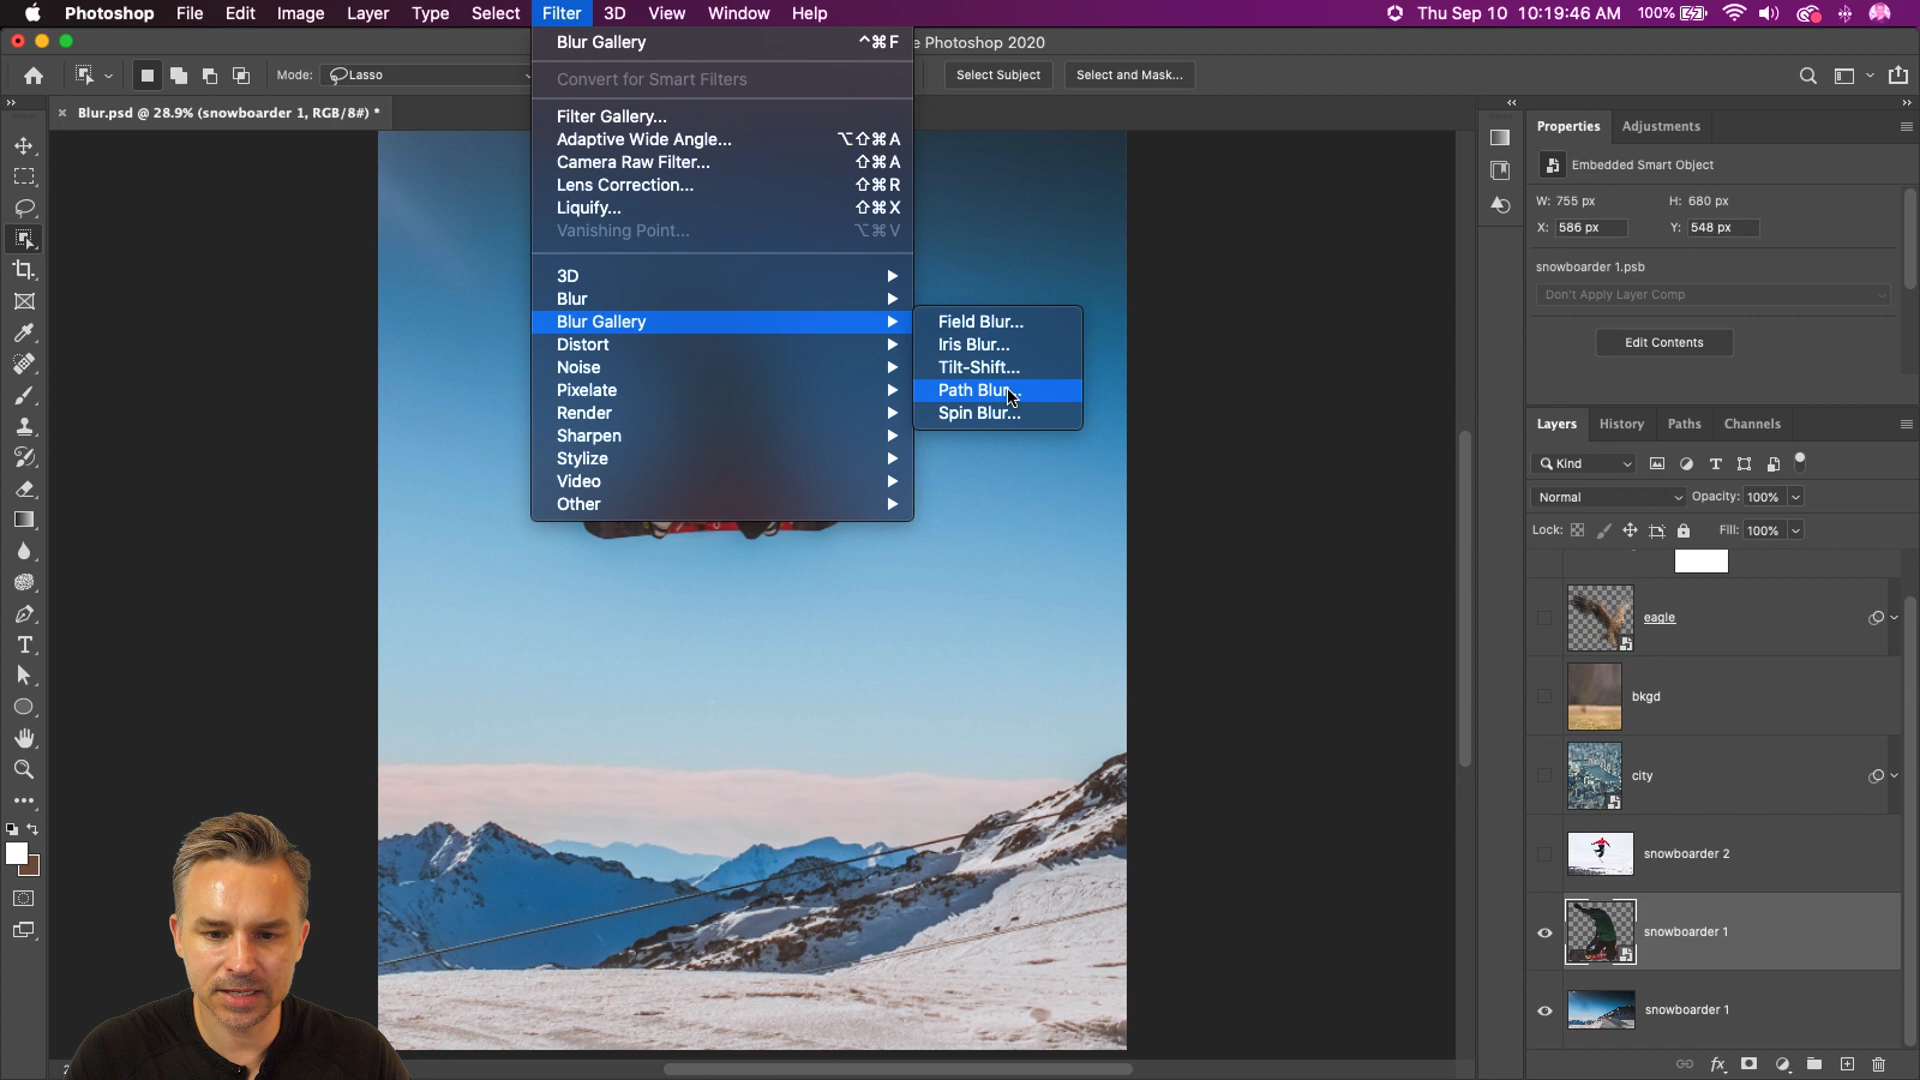 Photoshop File Edit Image Layer Type Select Filter 3D View Window Help
Thu Sep 10 10:19:46 AM 100%
e Photoshop 2020
Mode: Lasso
Select Subject Select and Mask...
× Blur.psd @ 28.9% (snowboarder 1, RGB/8#) *
Blur Gallery ^⌘F
Convert for Smart Filters
Filter Gallery...
Adaptive Wide Angle... ⌥⇧⌘A
Camera Raw Filter... ⇧⌘A
Lens Correction... ⇧⌘R
Liquify... ⇧⌘X
Vanishing Point... ⌥⌘V
3D
Blur
Blur Gallery
Distort
Noise
Pixelate
Render
Sharpen
Stylize
Video
Other
Field Blur...
Iris Blur...
Tilt-Shift...
Path Blur...
Spin Blur...
Properties Adjustments
Embedded Smart Object
W: 755 px H: 680 px
X: 586 px Y: 548 px
snowboarder 1.psb
Don't Apply Layer Comp
Edit Contents
Layers History Paths Channels
Kind
Normal Opacity: 100%
Lock: Fill: 100%
eagle
bkgd
city
snowboarder 2
snowboarder 1
snowboarder 1
fx